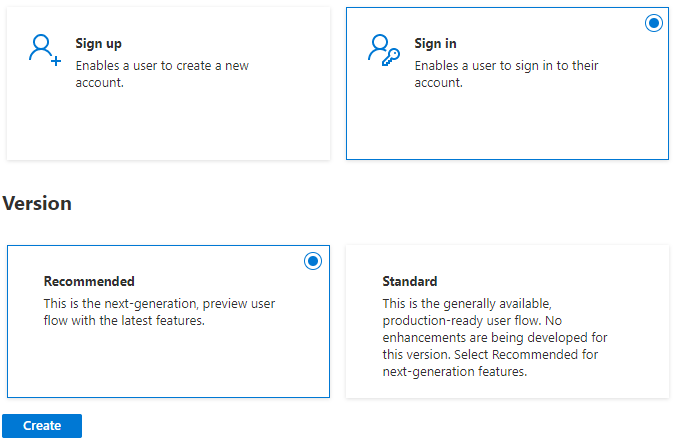 Sign up
Enables a user to create a new
account.
Sign in
Enables a user to sign in to their
account.
Version
Recommended
This is the next-generation, preview user
flow with the latest features.
Standard
This is the generally available,
production-ready user flow. No
enhancements are being developed for
this version. Select Recommended for
next-generation features.
Create